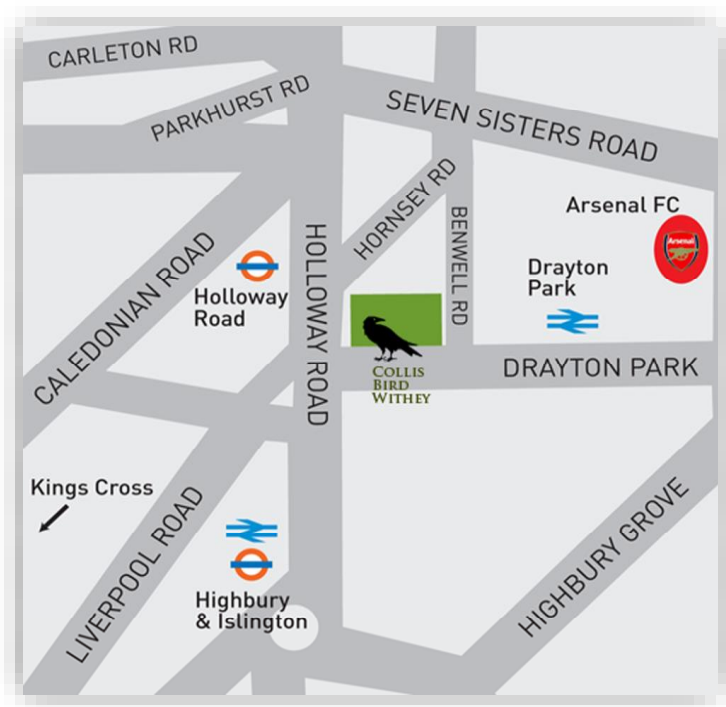 CARLETON RD
PARKHURST RD
SEVEN SISTERS ROAD
HORNSEY RD
BENWELL RD
Arsenal FC
Arsenal
Drayton
Park
CALEDONIAN ROAD
Holloway
Road
HOLLOWAY ROAD
DRAYTON PARK
COLLIS
BIRD
WITHEY
Kings Cross
LIVERPOOL ROAD
Highbury
& Islington
HIGHBURY GROVE